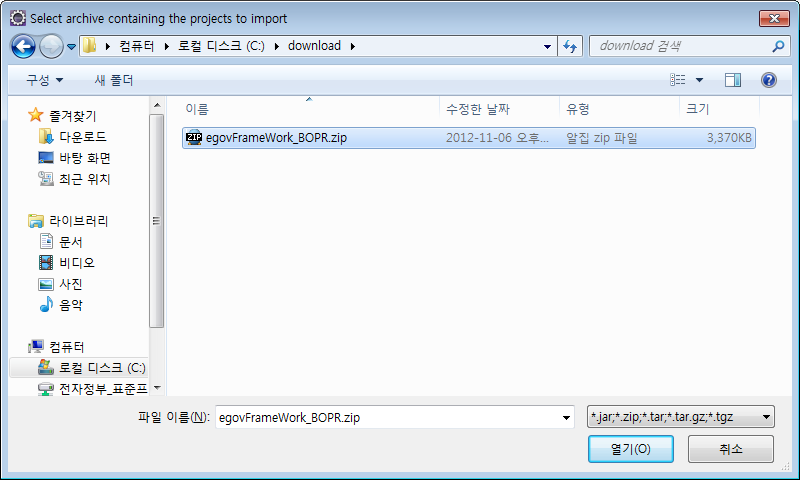 Select archive containing the projects to import
컴퓨터 로컬 디스크 (C:) download
download 검색
구성 새 폴더
이름 수정한 날짜 유형 크기
즐겨찾기
다운로드
바탕 화면
최근 위치
라이브러리
문서
비디오
사진
음악
컴퓨터
로컬 디스크 (C:)
전자정부_표준프
egovFrameWork_BOPR.zip 2012-11-06 오후... 알집 zip 파일 3,370KB
파일 이름(N): egovFrameWork_BOPR.zip
*.jar;*.zip;*.tar;*.tar.gz;*.tgz
열기(O) 취소